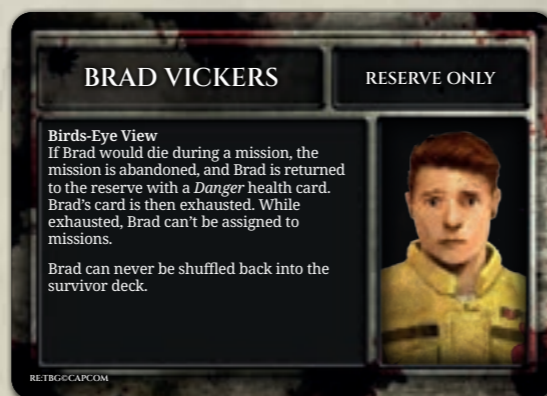 BRAD VICKERS
RESERVE ONLY
Birds-Eye View
If Brad would die during a mission, the
mission is abandoned, and Brad is returned
to the reserve with a Danger health card.
Brad's card is then exhausted. While
exhausted, Brad can't be assigned to
missions.
Brad can never be shuffled back into the
survivor deck.
RE:TBG©CAPCOM